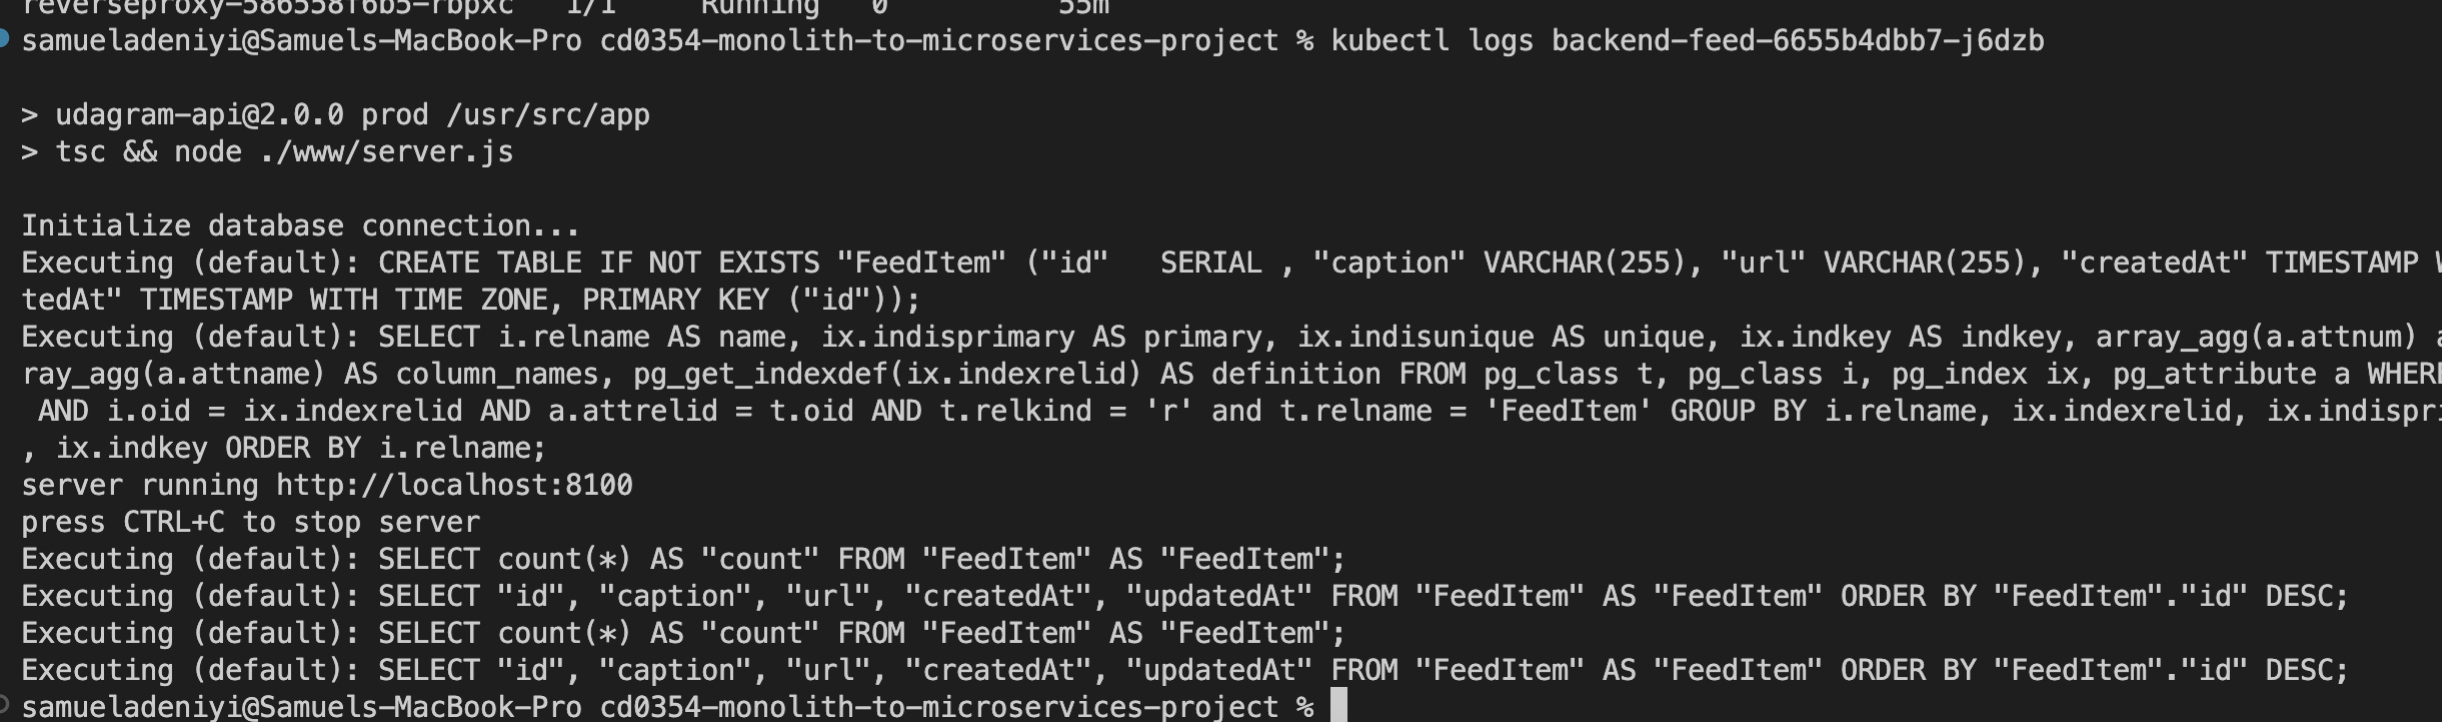 reverseproxy-586558f6b5-rbpxc   1/1     Running   0          55m
samueladeniyi@Samuels-MacBook-Pro cd0354-monolith-to-microservices-project % kubectl logs backend-feed-6655b4dbb7-j6dzb
> udagram-api@2.0.0 prod /usr/src/app
> tsc && node ./www/server.js
Initialize database connection...
Executing (default): CREATE TABLE IF NOT EXISTS "FeedItem" ("id"   SERIAL , "caption" VARCHAR(255), "url" VARCHAR(255), "createdAt" TIMESTAMP
tedAt" TIMESTAMP WITH TIME ZONE, PRIMARY KEY ("id"));
Executing (default): SELECT i.relname AS name, ix.indisprimary AS primary, ix.indisunique AS unique, ix.indkey AS indkey, array_agg(a.attnum)
ray_agg(a.attname) AS column_names, pg_get_indexdef(ix.indexrelid) AS definition FROM pg_class t, pg_class i, pg_index ix, pg_attribute a WHERE
 AND i.oid = ix.indexrelid AND a.attrelid = t.oid AND t.relkind = 'r' and t.relname = 'FeedItem' GROUP BY i.relname, ix.indexrelid, ix.indispri
, ix.indkey ORDER BY i.relname;
server running http://localhost:8100
press CTRL+C to stop server
Executing (default): SELECT count(*) AS "count" FROM "FeedItem" AS "FeedItem";
Executing (default): SELECT "id", "caption", "url", "createdAt", "updatedAt" FROM "FeedItem" AS "FeedItem" ORDER BY "FeedItem"."id" DESC;
Executing (default): SELECT count(*) AS "count" FROM "FeedItem" AS "FeedItem";
Executing (default): SELECT "id", "caption", "url", "createdAt", "updatedAt" FROM "FeedItem" AS "FeedItem" ORDER BY "FeedItem"."id" DESC;
samueladeniyi@Samuels-MacBook-Pro cd0354-monolith-to-microservices-project %